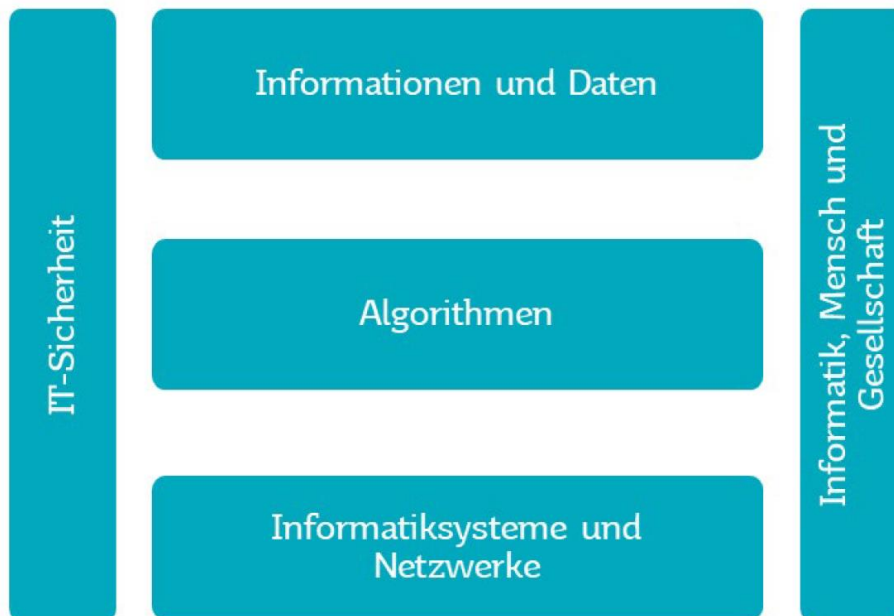 IT-Sicherheit
Informationen und Daten
Algorithmen
Informatiksysteme und
Netzwerke
Informatik, Mensch und
Gesellschaft